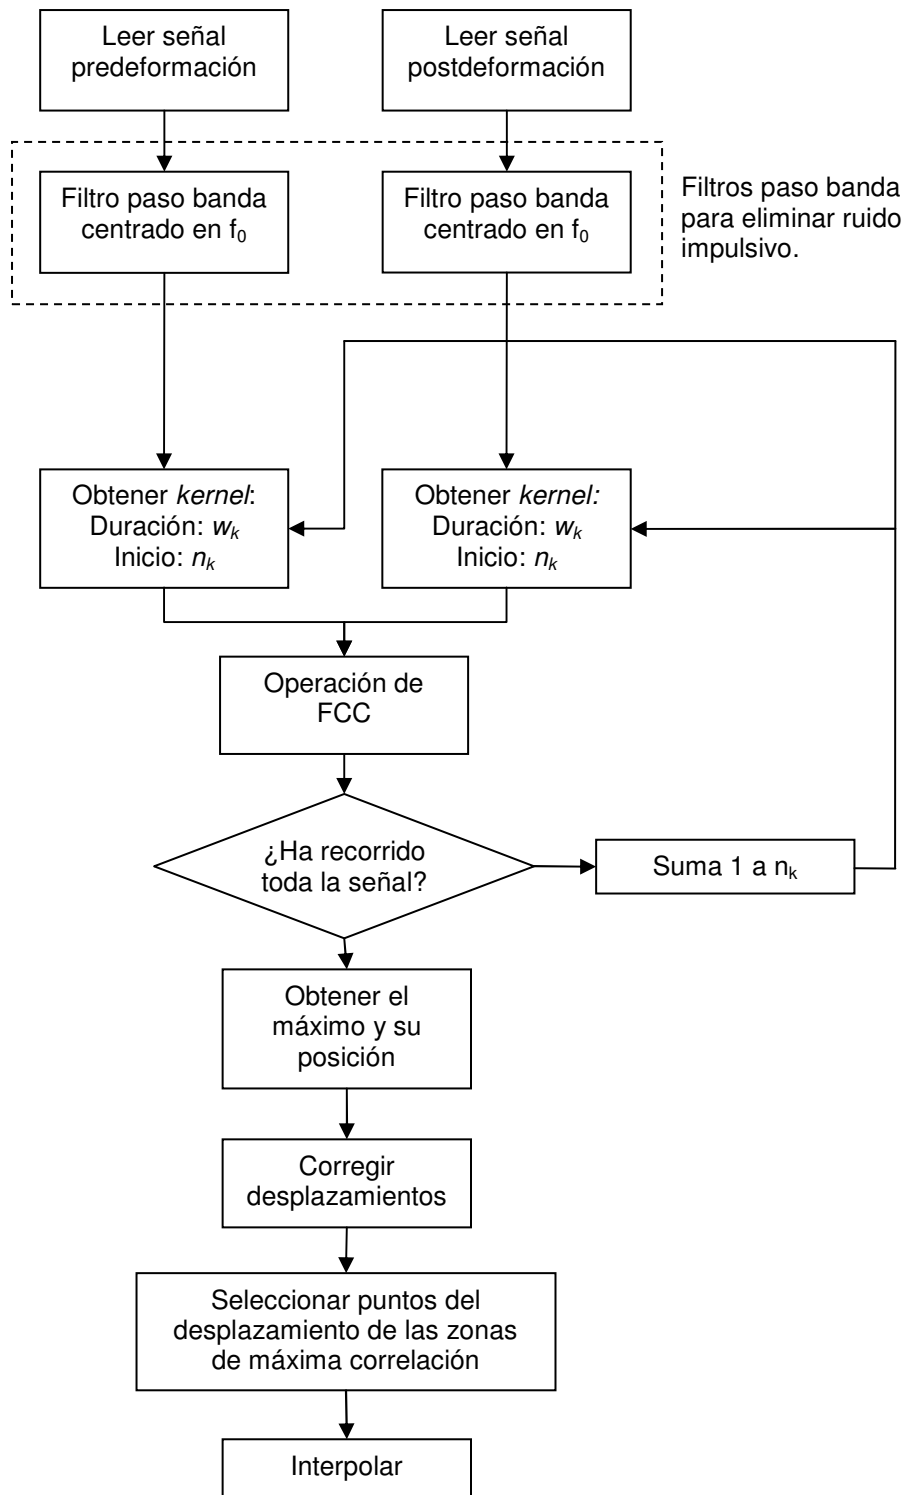 Leer señal
predeformación
Leer señal
postdeformación
Filtro paso banda
centrado en f₀
Filtro paso banda
centrado en f₀
Filtros paso banda
para eliminar ruido
impulsivo.
Obtener kernel:
Duración: wₖ
Inicio: nₖ
Obtener kernel:
Duración: wₖ
Inicio: nₖ
Operación de
FCC
¿Ha recorrido
toda la señal?
Suma 1 a nₖ
Obtener el
máximo y su
posición
Corregir
desplazamientos
Seleccionar puntos del
desplazamiento de las zonas
de máxima correlación
Interpolar